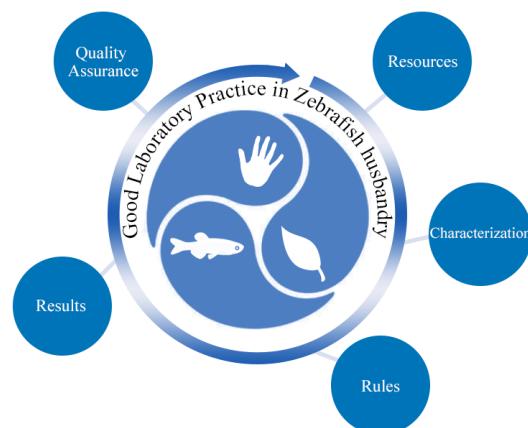 Quality
Assurance
Resources
Good Laboratory Practice in Zebrafish husbandry
Characterization
Results
Rules